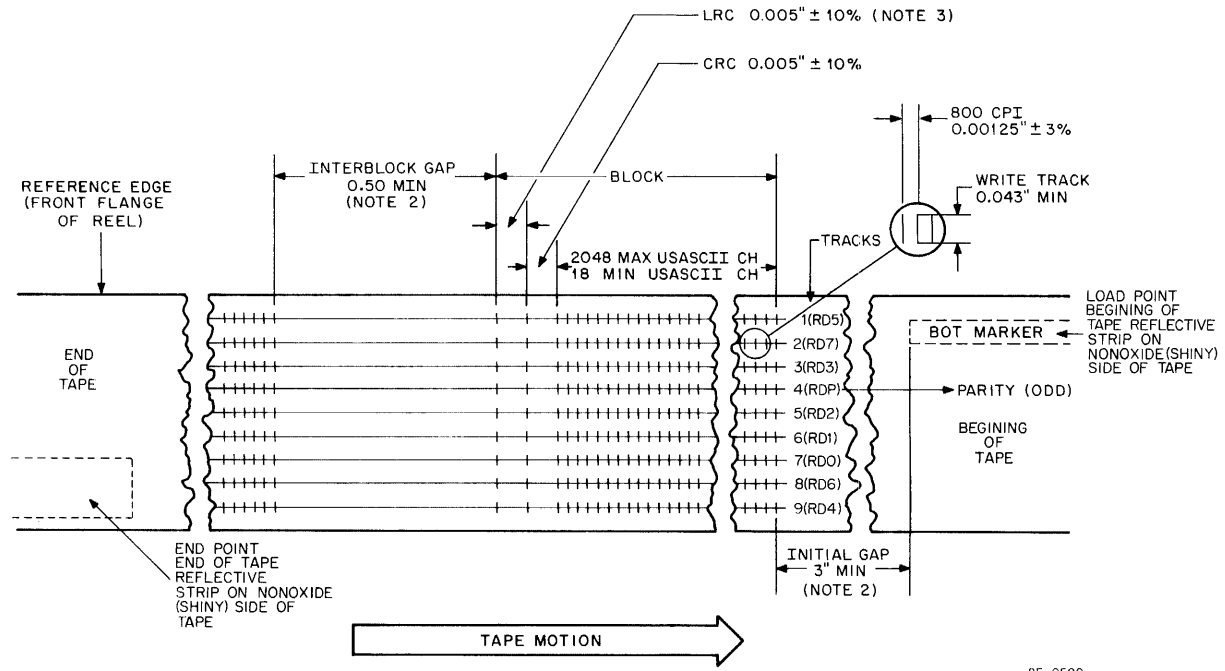 LRC 0.005" ± 10% (NOTE 3)
CRC 0.005" ± 10%
800 CPI
0.00125" ± 3%
INTERBLOCK GAP
0.50 MIN
(NOTE 2)
BLOCK
WRITE TRACK
0.043" MIN
REFERENCE EDGE
(FRONT FLANGE
OF REEL)
TRACKS
2048 MAX USASCII CH
18 MIN USASCII CH
1(RD5)
2(RD7)
3(RD3)
4(RDP)
5(RD2)
6(RD1)
7(RD0)
8(RD6)
9(RD4)
BOT MARKER
LOAD POINT
BEGINING OF
TAPE REFLECTIVE
STRIP ON
NONOXIDE(SHINY)
SIDE OF TAPE
END
OF
TAPE
PARITY (ODD)
BEGINING
OF
TAPE
END POINT
END OF TAPE
REFLECTIVE
STRIP ON NONOXIDE
(SHINY) SIDE OF
TAPE
INITIAL GAP
3" MIN
(NOTE 2)
TAPE MOTION